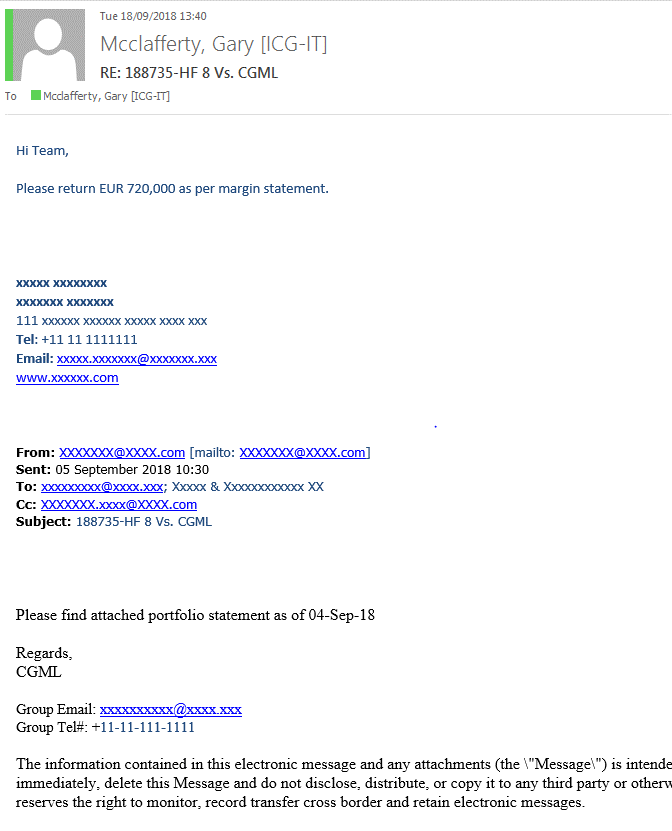 Tue 18/09/2018 13:40
Mcclafferty, Gary [ICG-IT]
RE: 188735-HF 8 Vs. CGML
To Mcclafferty, Gary [ICG-IT]
Hi Team,
Please return EUR 720,000 as per margin statement.
xxxxx xxxxxxxx
xxxxxxx xxxxxxx
111 xxxxxx xxxxxx xxxxx xxxx xxx
Tel: +11 11 1111111
Email: xxxxx.xxxxxxx@xxxxxxx.xxx
www.xxxxxx.com
From: XXXXXXX@XXXX.com [mailto: XXXXXXX@XXXX.com]
Sent: 05 September 2018 10:30
To: xxxxxxxxx@xxxx.xxx; Xxxxx & Xxxxxxxxxxxx XX
Cc: XXXXXXX.xxxx@XXXX.com
Subject: 188735-HF 8 Vs. CGML
Please find attached portfolio statement as of 04-Sep-18
Regards,
CGML
Group Email: xxxxxxxxxx@xxxx.xxx
Group Tel#: +11-11-111-1111
The information contained in this electronic message and any attachments (the \"Message\") is intende
immediately, delete this Message and do not disclose, distribute, or copy it to any third party or otherw
reserves the right to monitor, record transfer cross border and retain electronic messages.